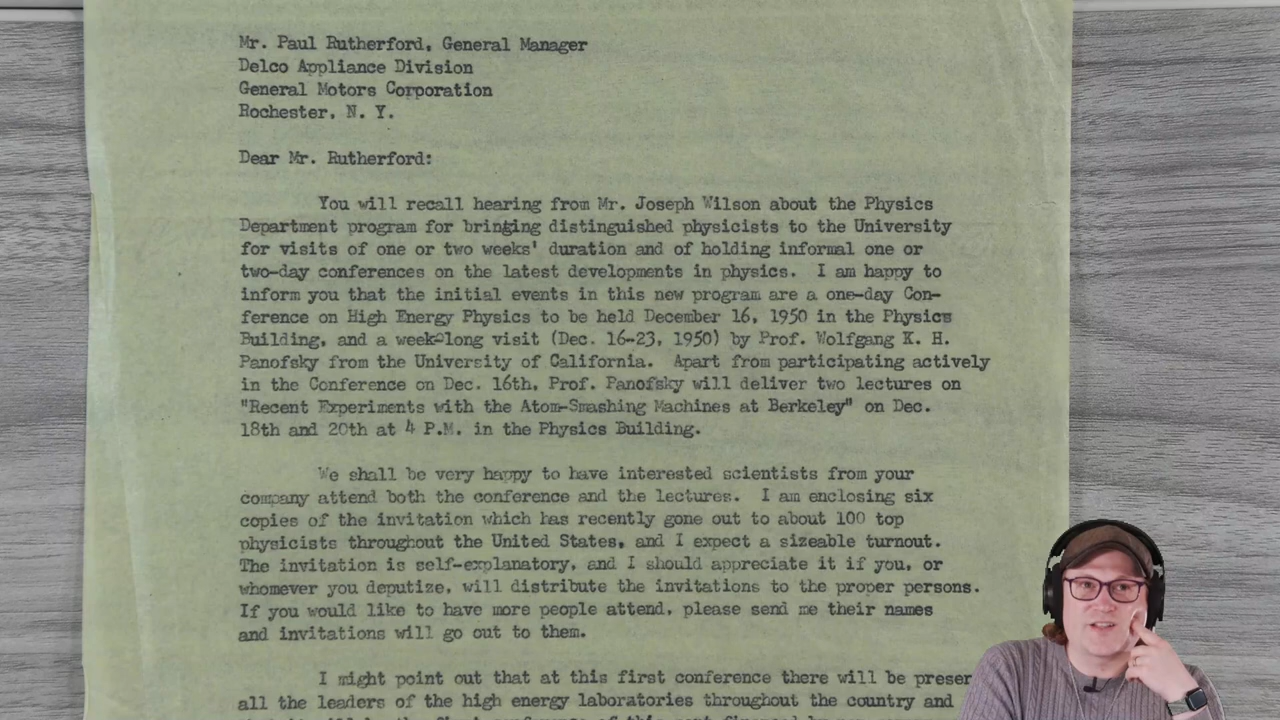 Mr. Paul Rutherford, General Manager
Delco Appliance Division
General Motors Corporation
Rochester, N. Y.
Dear Mr. Rutherford:
You will recall hearing from Mr. Joseph Wilson about the Physics
Department program for bringing distinguished physicists to the University
for visits of one or two weeks' duration and of holding informal one or
two-day conferences on the latest developments in physics. I am happy to
inform you that the initial events in this new program are a one-day Con-
ference on High Energy Physics to be held December 16, 1950 in the Physics
Building, and a week-long visit (Dec. 16-23, 1950) by Prof. Wolfgang K. H.
Panofsky from the University of California. Apart from participating actively
in the Conference on Dec. 16th, Prof. Panofsky will deliver two lectures on
"Recent Experiments with the Atom-Smashing Machines at Berkeley" on Dec.
18th and 20th at 4 P.M. in the Physics Building.
We shall be very happy to have interested scientists from your
company attend both the conference and the lectures. I am enclosing six
copies of the invitation which has recently gone out to about 100 top
physicists throughout the United States, and I expect a sizeable turnout.
The invitation is self-explanatory, and I should appreciate it if you, or
whomever you deputize, will distribute the invitations to the proper persons.
If you would like to have more people attend, please send me their names
and invitations will go out to them.
I might point out that at this first conference there will be presen
all the leaders of the high energy laboratories throughout the country and